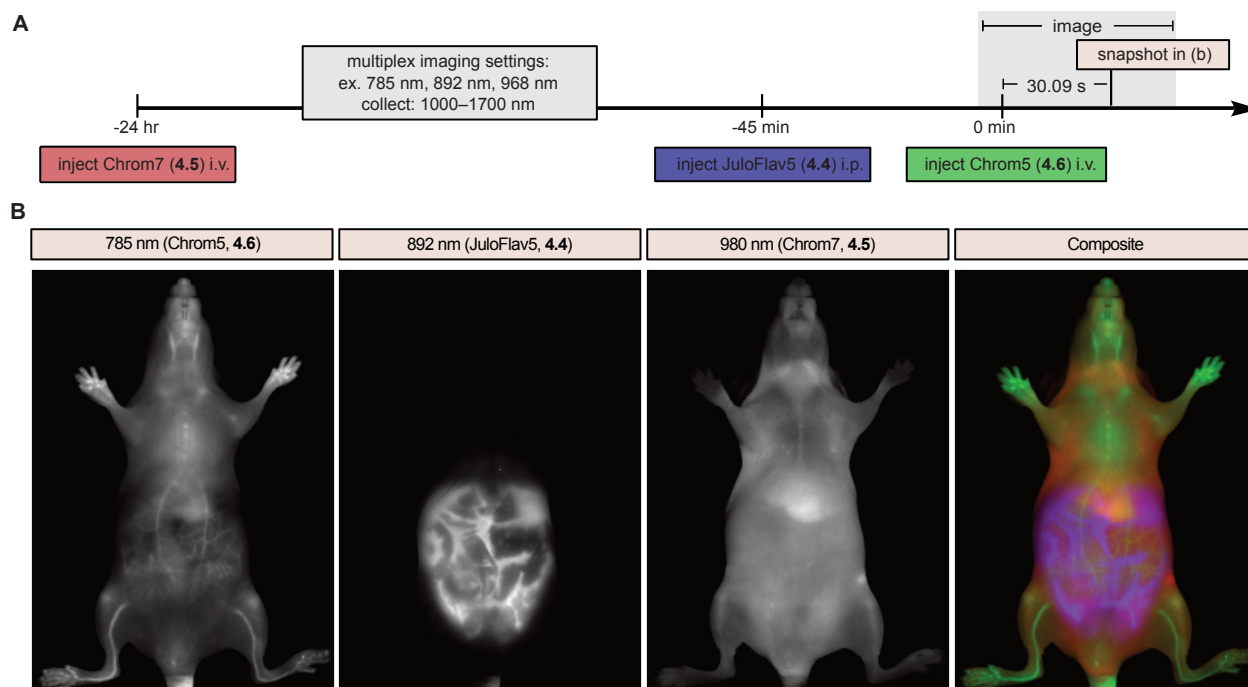 A
image
multiplex imaging settings:
ex. 785 nm, 892 nm, 968 nm
collect: 1000–1700 nm
snapshot in (b)
30.09 s
-24 hr
-45 min
0 min
inject Chrom7 (4.5) i.v.
inject JuloFlav5 (4.4) i.p.
inject Chrom5 (4.6) i.v.
B
785 nm (Chrom5, 4.6)
892 nm (JuloFlav5, 4.4)
980 nm (Chrom7, 4.5)
Composite